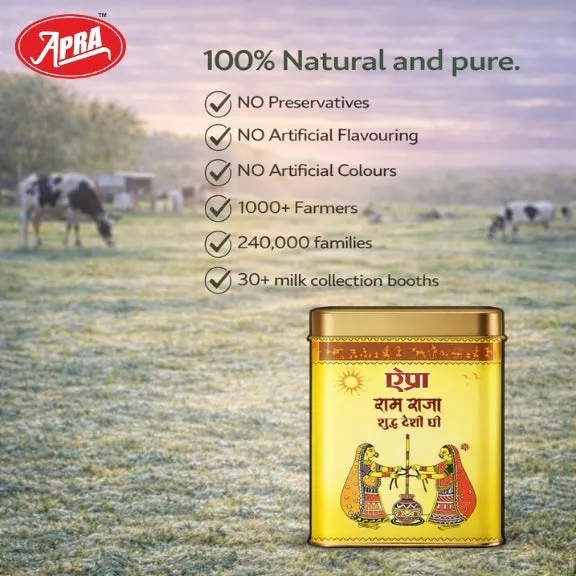 APRA
TM
100% Natural and pure.
NO Preservatives
NO Artificial Flavouring
NO Artificial Colours
1000+ Farmers
240,000 families
30+ milk collection booths
ऐप्रा
राम राजा
शुद्ध देशी घी